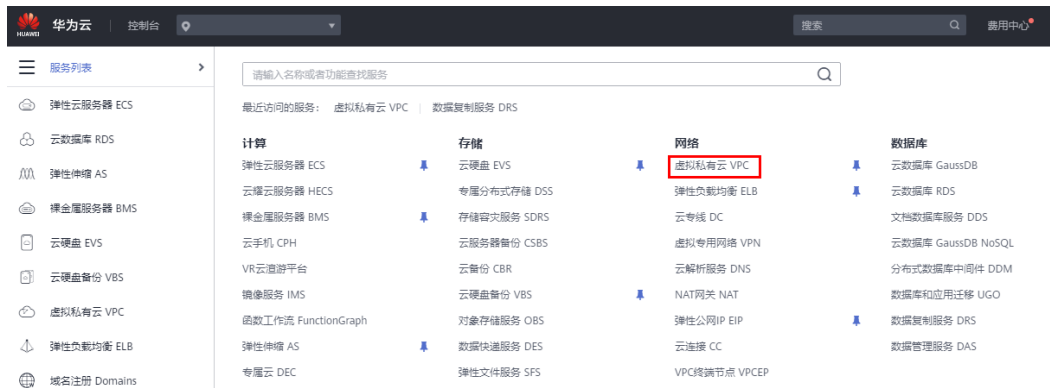 HUAWEI 华为云 控制台 搜索 费用中心
服务列表
请输入名称或者功能查找服务
弹性云服务器 ECS
最近访问的服务： 虚拟私有云 VPC 数据复制服务 DRS
云数据库 RDS
弹性伸缩 AS
裸金属服务器 BMS
云硬盘 EVS
云硬盘备份 VBS
虚拟私有云 VPC
弹性负载均衡 ELB
域名注册 Domains
计算
弹性云服务器 ECS
云耀云服务器 HECS
裸金属服务器 BMS
云手机 CPH
VR云渲游平台
镜像服务 IMS
函数工作流 FunctionGraph
弹性伸缩 AS
专属云 DEC
存储
云硬盘 EVS
专属分布式存储 DSS
存储容灾服务 SDRS
云服务器备份 CSBS
云备份 CBR
云硬盘备份 VBS
对象存储服务 OBS
数据快递服务 DES
弹性文件服务 SFS
网络
虚拟私有云 VPC
弹性负载均衡 ELB
云专线 DC
虚拟专用网络 VPN
云解析服务 DNS
NAT网关 NAT
弹性公网IP EIP
云连接 CC
VPC终端节点 VPCEP
数据库
云数据库 GaussDB
云数据库 RDS
文档数据库服务 DDS
云数据库 GaussDB NoSQL
分布式数据库中间件 DDM
数据库和应用迁移 UGO
数据复制服务 DRS
数据管理服务 DAS